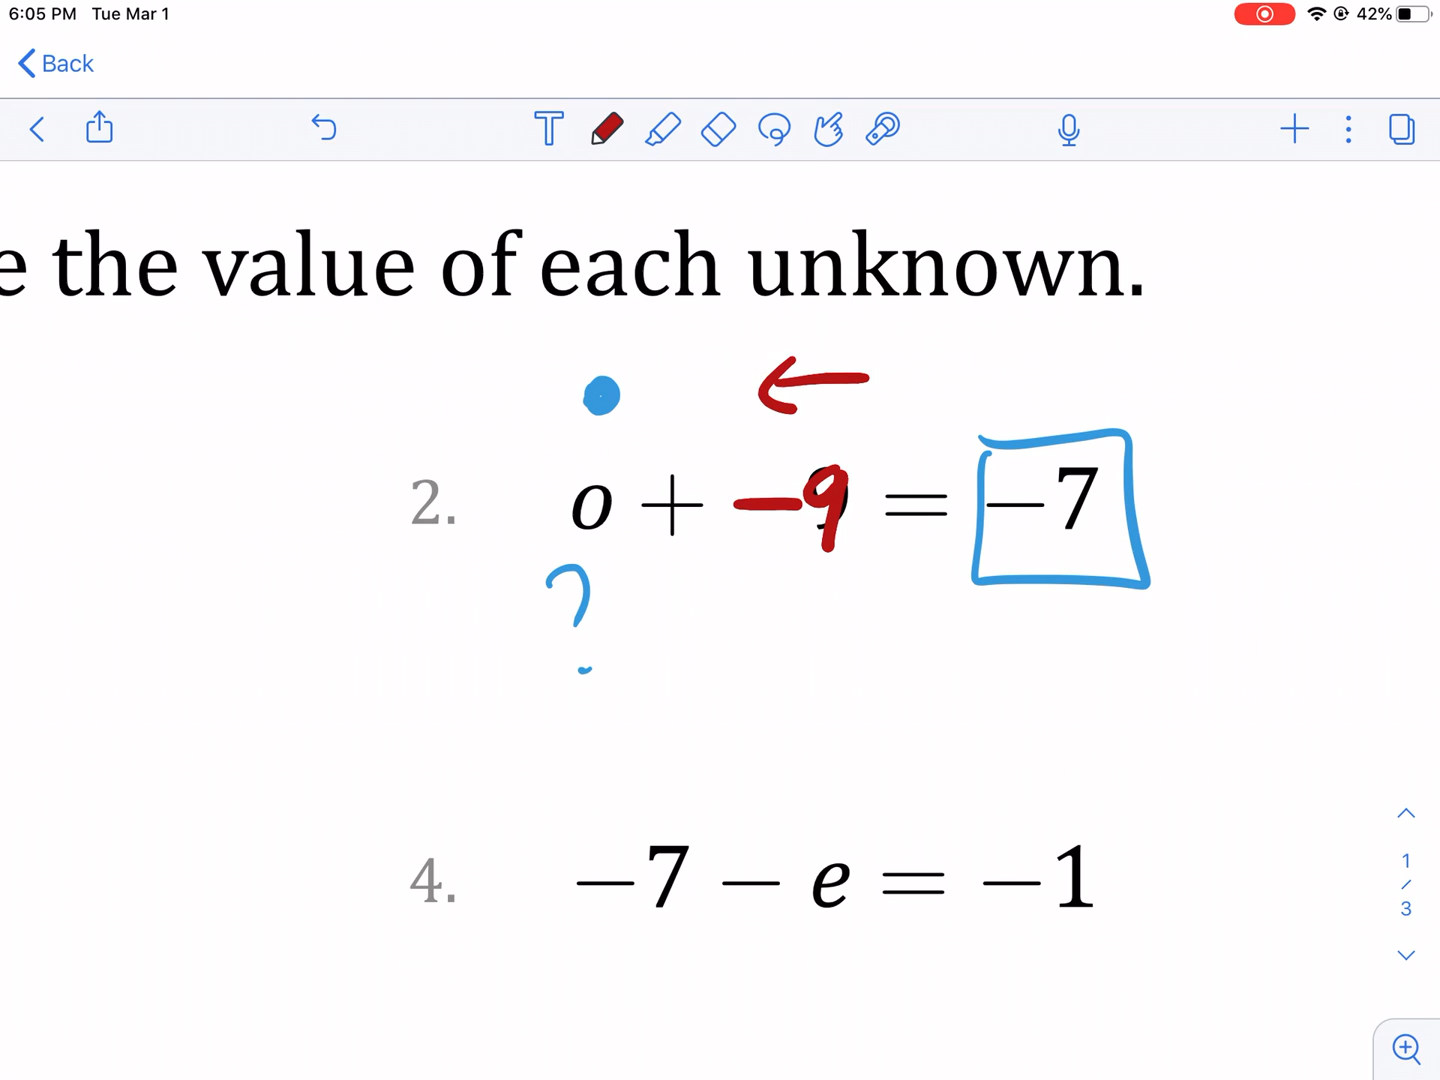 6:05 PM Tue Mar 1 42%
Back
T
e the value of each unknown.
2. o + −9 = −7
?
4. −7 − e = −1
1
/
3